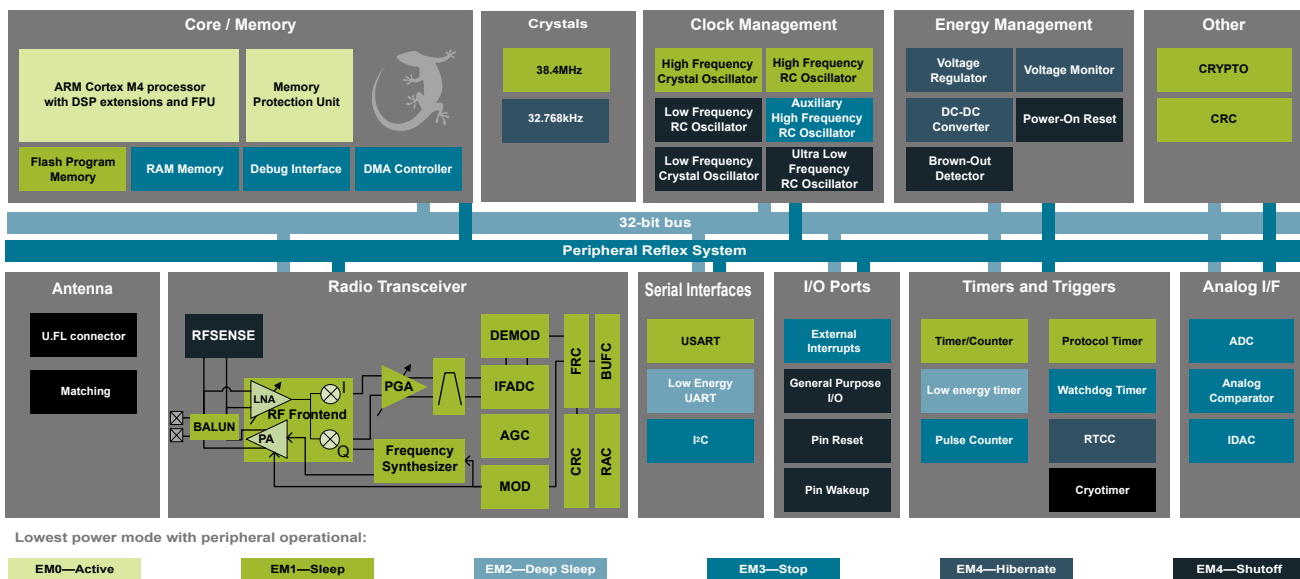 Core / Memory
ARM Cortex M4 processor
with DSP extensions and FPU
Memory
Protection Unit
Flash Program
Memory
RAM Memory
Debug Interface
DMA Controller
Crystals
38.4MHz
32.768kHz
Clock Management
High Frequency
Crystal Oscillator
High Frequency
RC Oscillator
Low Frequency
RC Oscillator
Auxiliary
High Frequency
RC Oscillator
Low Frequency
Crystal Oscillator
Ultra Low
Frequency
RC Oscillator
Energy Management
Voltage
Regulator
Voltage Monitor
DC-DC
Converter
Power-On Reset
Brown-Out
Detector
Other
CRYPTO
CRC
32-bit bus
Peripheral Reflex System
Antenna
U.FL connector
Matching
Radio Transceiver
RFSENSE
LNA
I
RF Frontend
BALUN
PA
Q
PGA
Frequency
Synthesizer
DEMOD
IFADC
AGC
MOD
FRC
BUFC
CRC
RAC
Serial Interfaces
USART
Low Energy
UART
I²C
I/O Ports
External
Interrupts
General Purpose
I/O
Pin Reset
Pin Wakeup
Timers and Triggers
Timer/Counter
Protocol Timer
Low energy timer
Watchdog Timer
Pulse Counter
RTCC
Cryotimer
Analog I/F
ADC
Analog
Comparator
IDAC
Lowest power mode with peripheral operational:
EM0—Active
EM1—Sleep
EM2—Deep Sleep
EM3—Stop
EM4—Hibernate
EM4—Shutoff